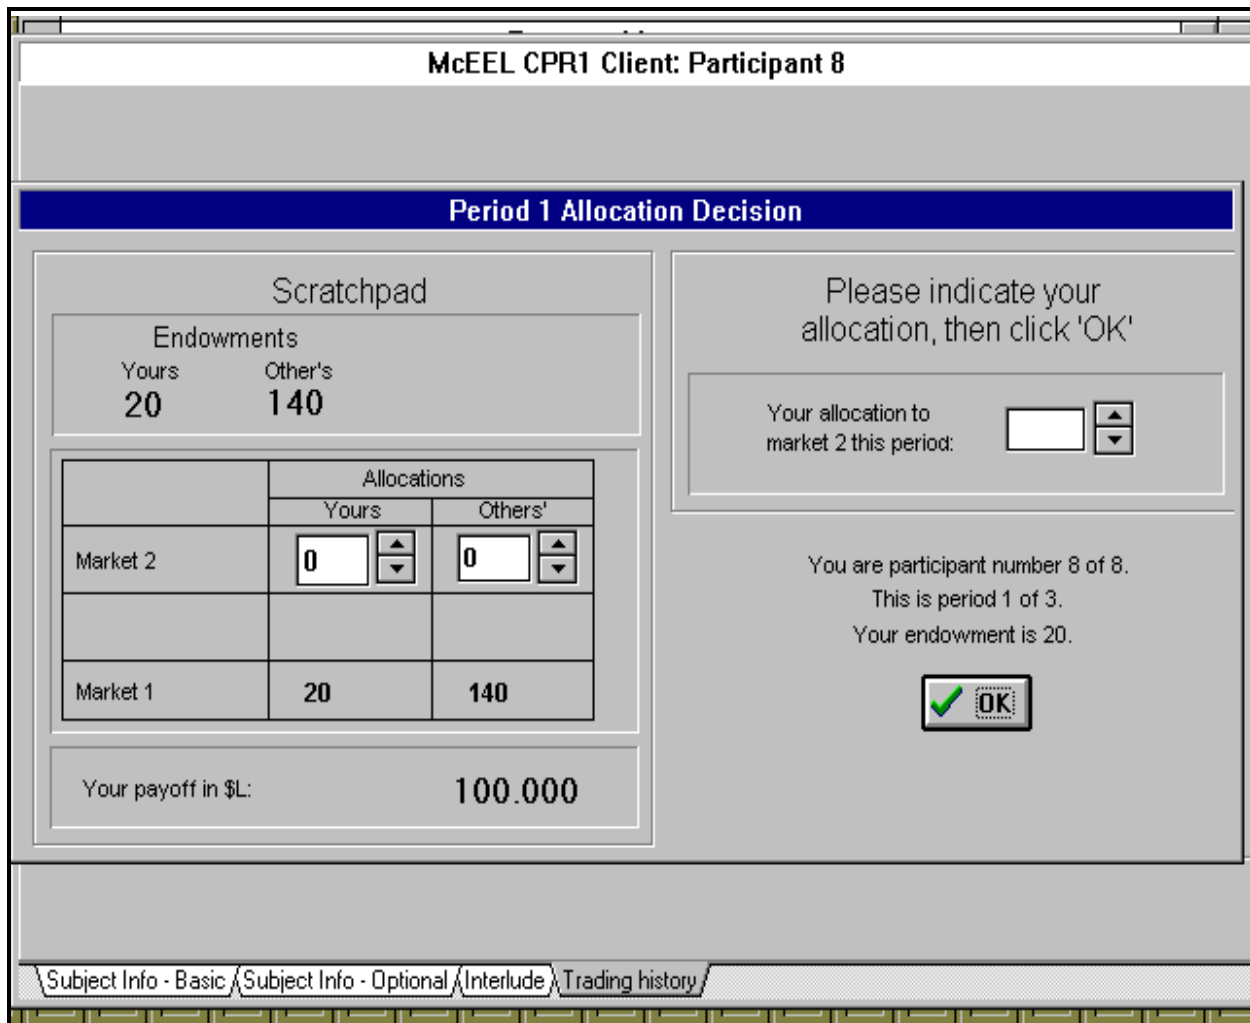 McEEL CPR1 Client: Participant 8
Period 1 Allocation Decision
Scratchpad
Endowments
Yours Other's
20 140
Allocations
Yours Others'
Market 2 0 0
Market 1 20 140
Your payoff in $L: 100.000
Please indicate your
allocation, then click 'OK'
Your allocation to
market 2 this period:
You are participant number 8 of 8.
This is period 1 of 3.
Your endowment is 20.
OK
Subject Info - Basic Subject Info - Optional Interlude Trading history